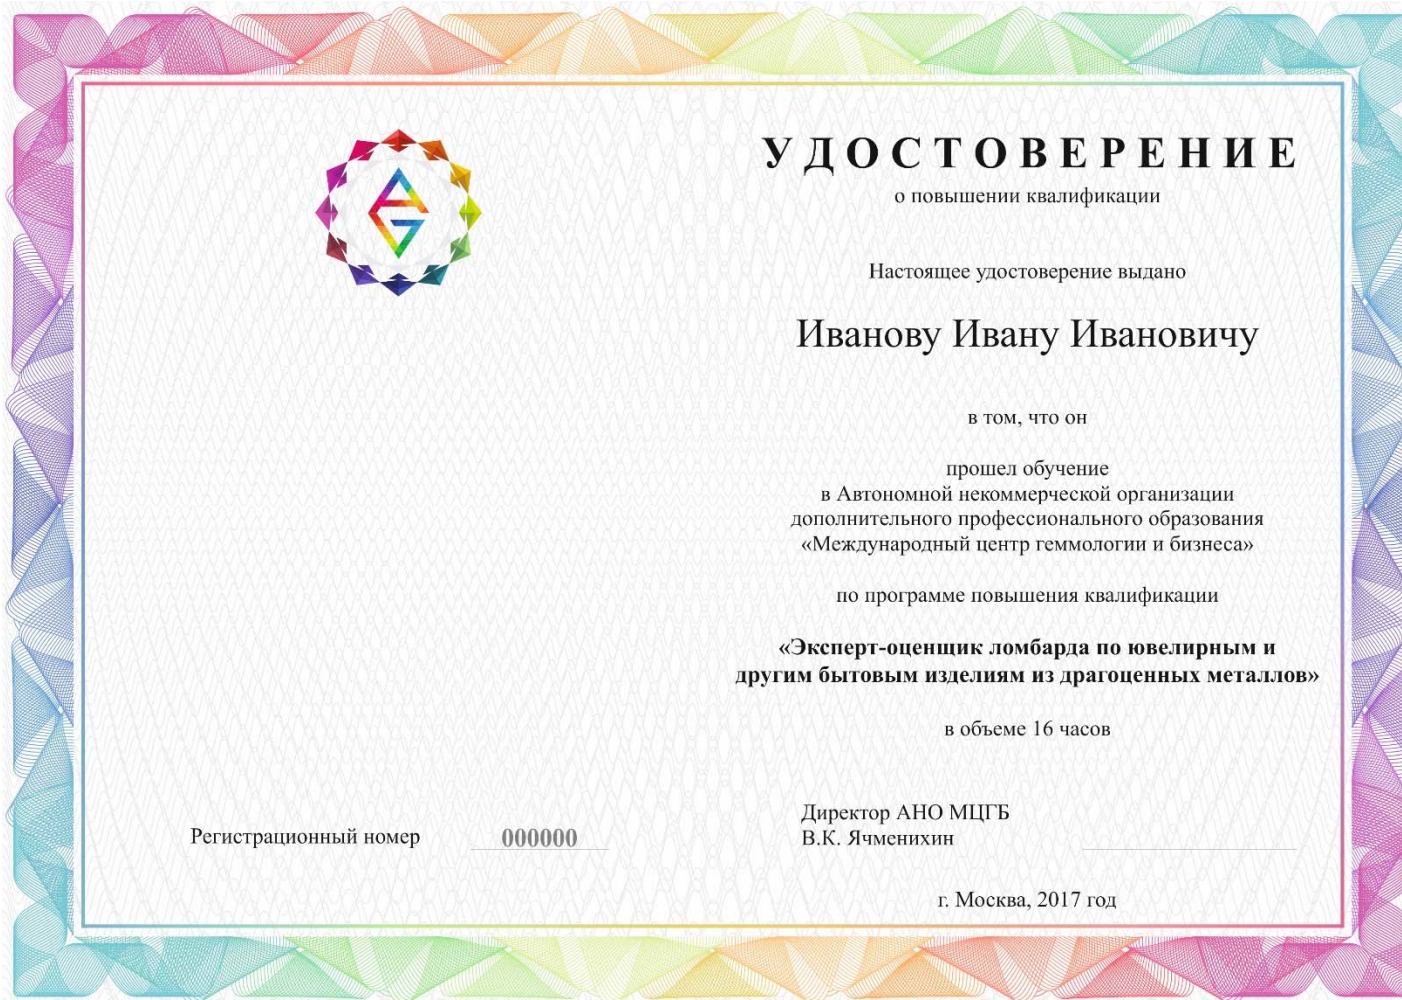 УДОСТОВЕРЕНИЕ
о повышении квалификации
Настоящее удостоверение выдано
Иванову Ивану Ивановичу
в том, что он
прошел обучение
в Автономной некоммерческой организации
дополнительного профессионального образования
«Международный центр геммологии и бизнеса»
по программе повышения квалификации
«Эксперт-оценщик ломбарда по ювелирным и
другим бытовым изделиям из драгоценных металлов»
в объеме 16 часов
Директор АНО МЦГБ
В.К. Ячменихин
Регистрационный номер 000000
г. Москва, 2017 год